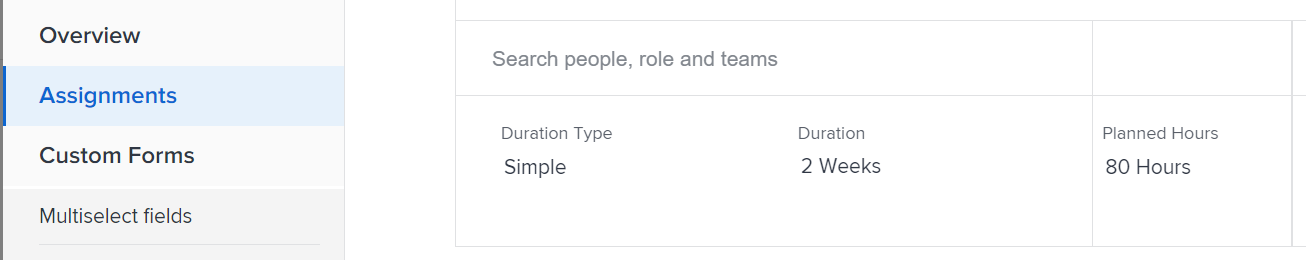 Overview
Assignments
Custom Forms
Multiselect fields
Search people, role and teams
Duration Type
Simple
Duration
2 Weeks
Planned Hours
80 Hours